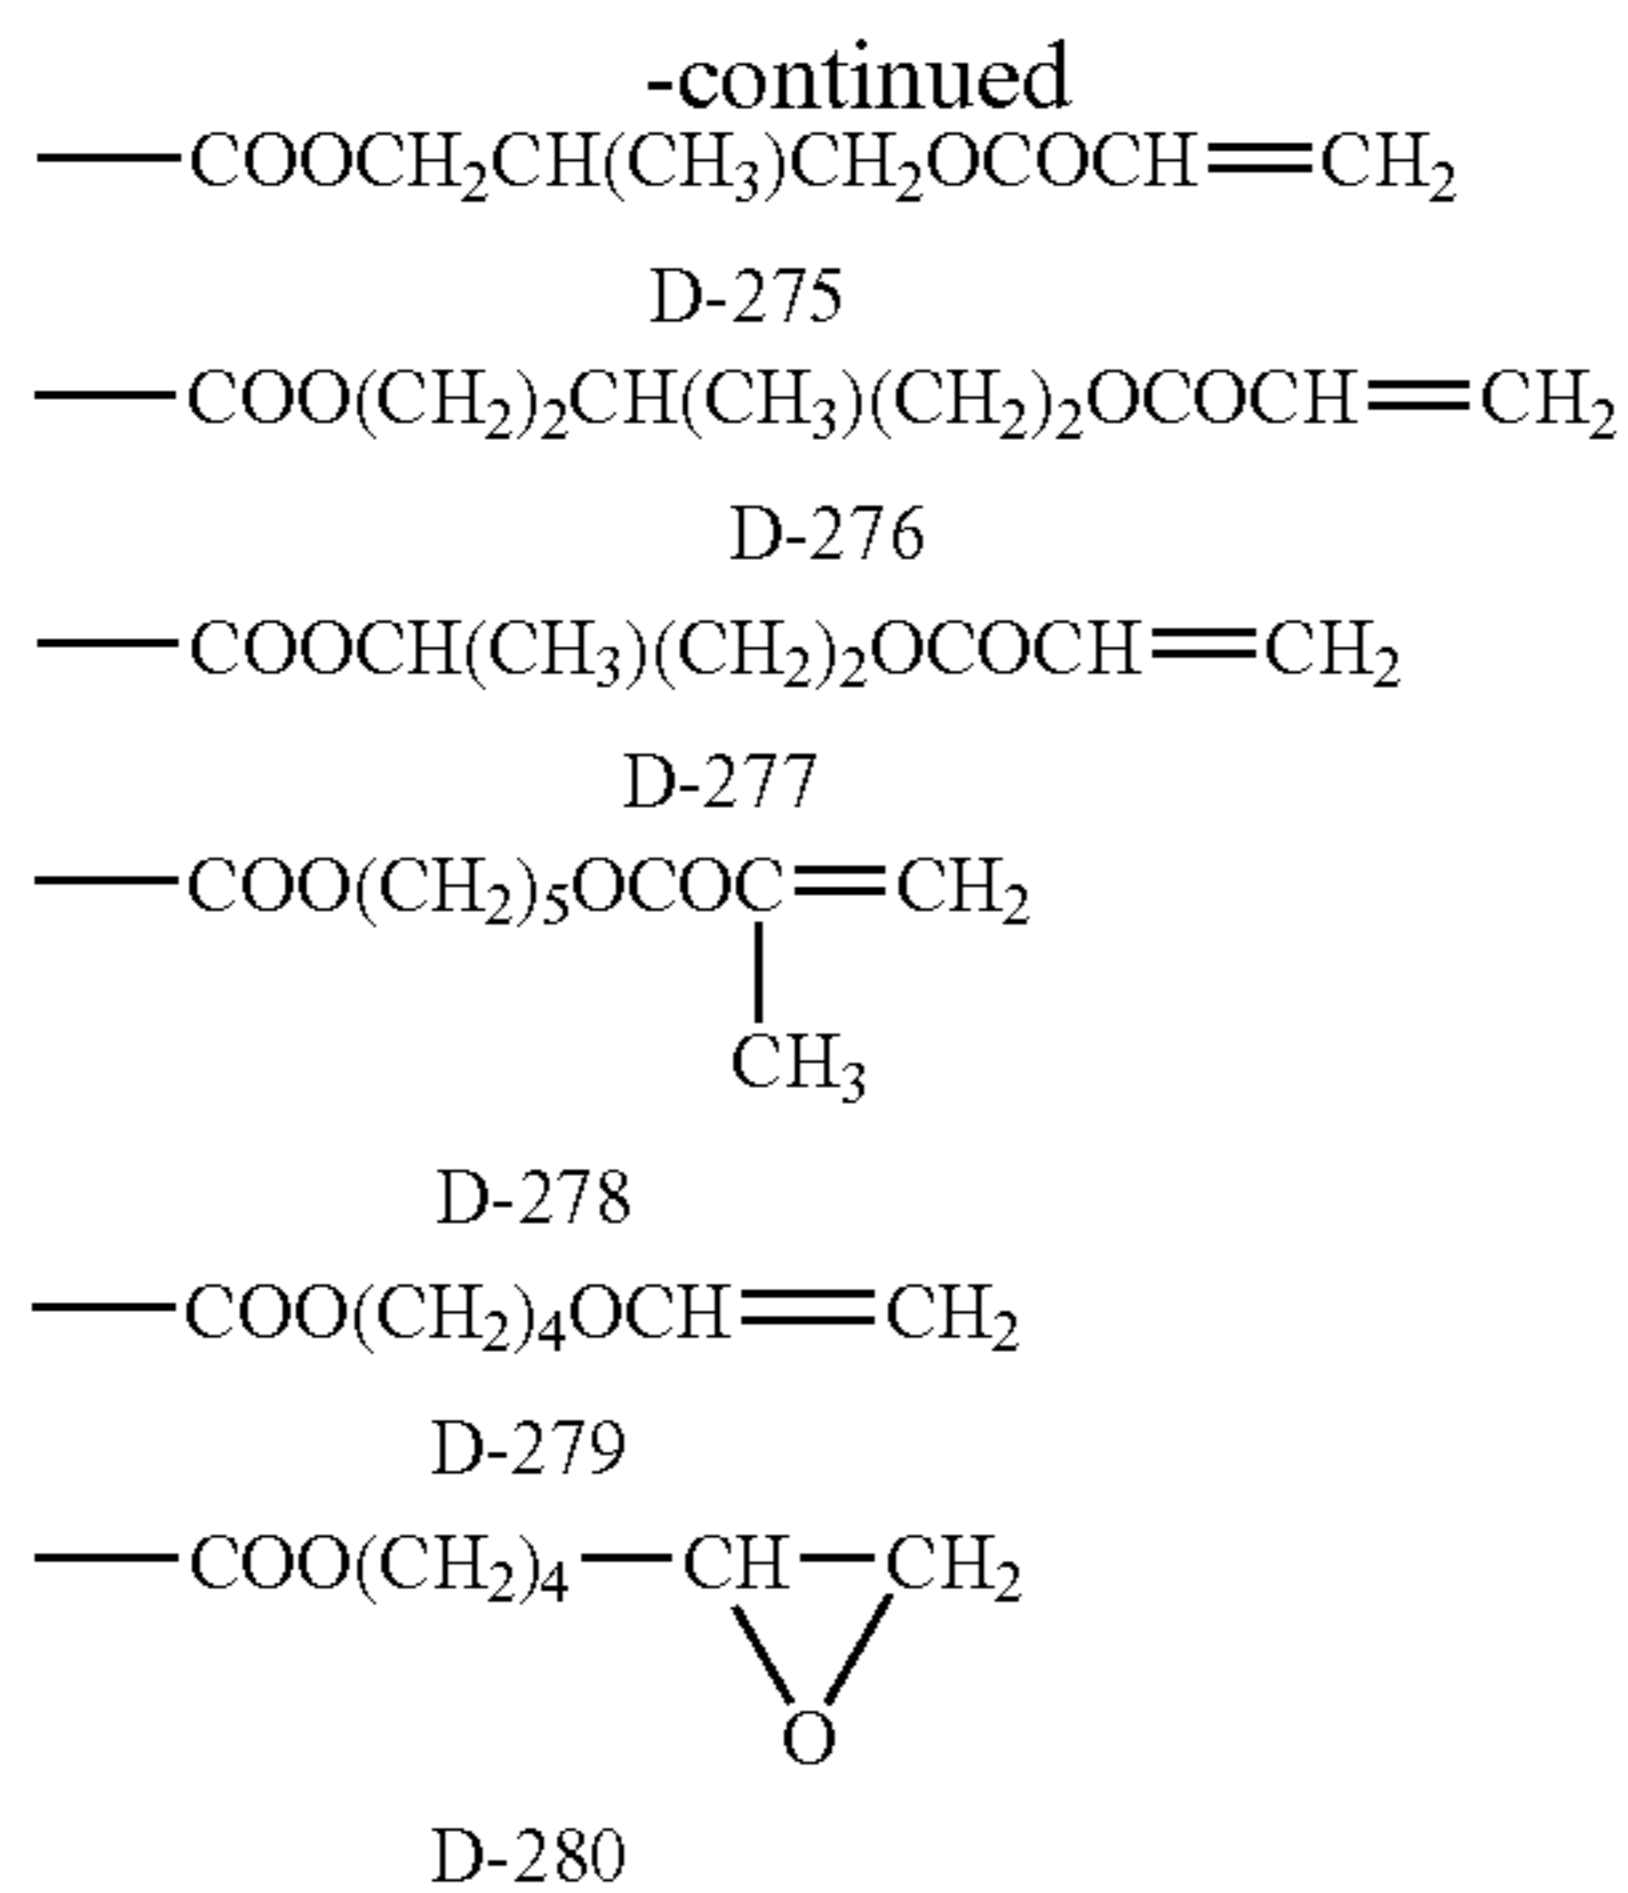 -continued
—COOCH₂CH(CH₃)CH₂OCOCH=CH₂
D-275
—COO(CH₂)₂CH(CH₃)(CH₂)₂OCOCH=CH₂
D-276
—COOCH(CH₃)(CH₂)₂OCOCH=CH₂
D-277
—COO(CH₂)₅OCOC=CH₂
CH₃
D-278
—COO(CH₂)₄OCH=CH₂
D-279
—COO(CH₂)₄—CH—CH₂
O
D-280